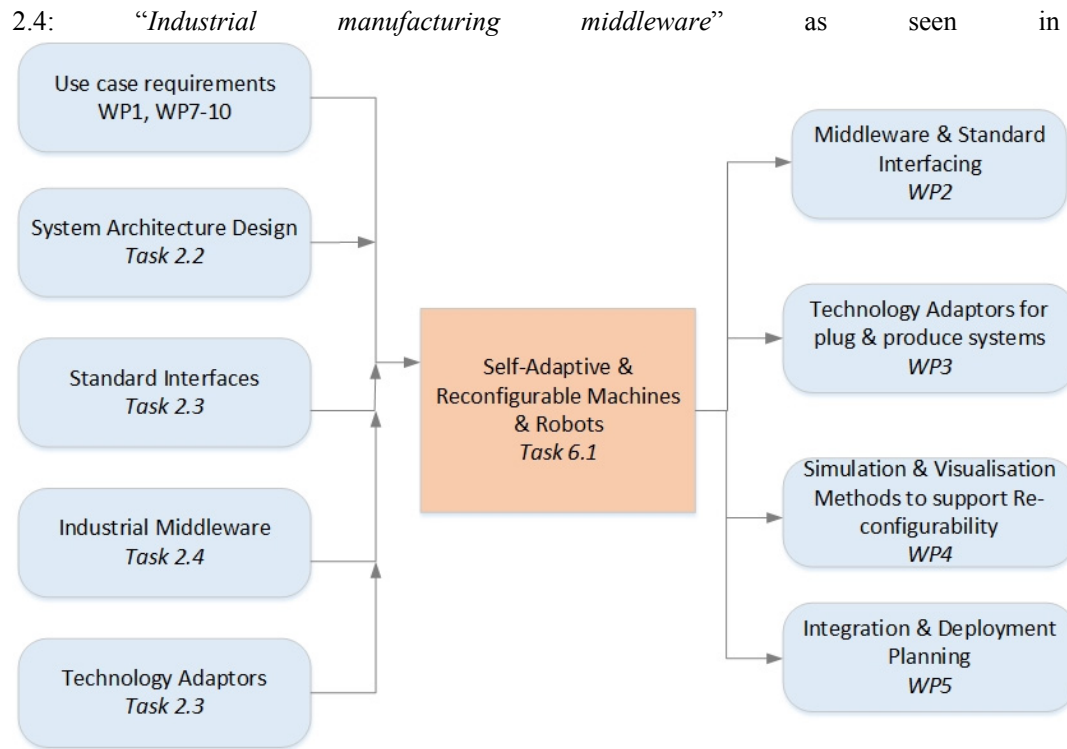 2.4: “Industrial manufacturing middleware” as seen in
Use case requirements
WP1, WP7-10
System Architecture Design
Task 2.2
Standard Interfaces
Task 2.3
Industrial Middleware
Task 2.4
Technology Adaptors
Task 2.3
Self-Adaptive &
Reconfigurable Machines
& Robots
Task 6.1
Middleware & Standard
Interfacing
WP2
Technology Adaptors for
plug & produce systems
WP3
Simulation & Visualisation
Methods to support Re-
configurability
WP4
Integration & Deployment
Planning
WP5